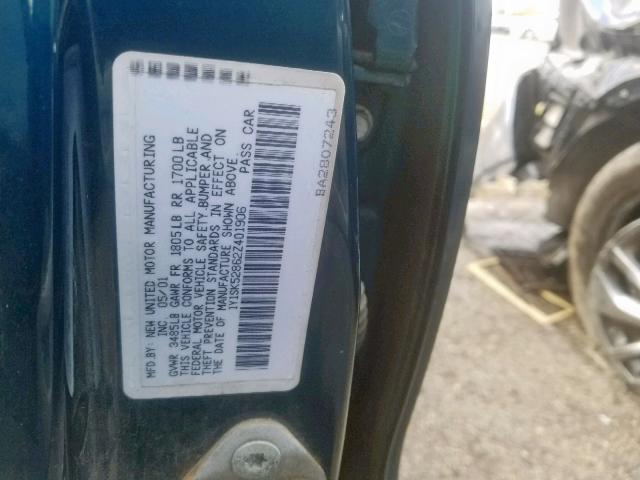 MFD.BY: NEW UNITED MOTOR MANUFACTURING
INC 05/01
GVWR 3485LB GAWR FR 1805LB RR 1700LB
THIS VEHICLE CONFORMS TO ALL APPLICABLE
FEDERAL MOTOR VEHICLE SAFETY,BUMPER,AND
THEFT PREVENTION STANDARDS IN EFFECT ON
THE DATE OF MANUFACTURE SHOWN ABOVE.
1Y1SK52862Z401906 PASS CAR
BA2807243